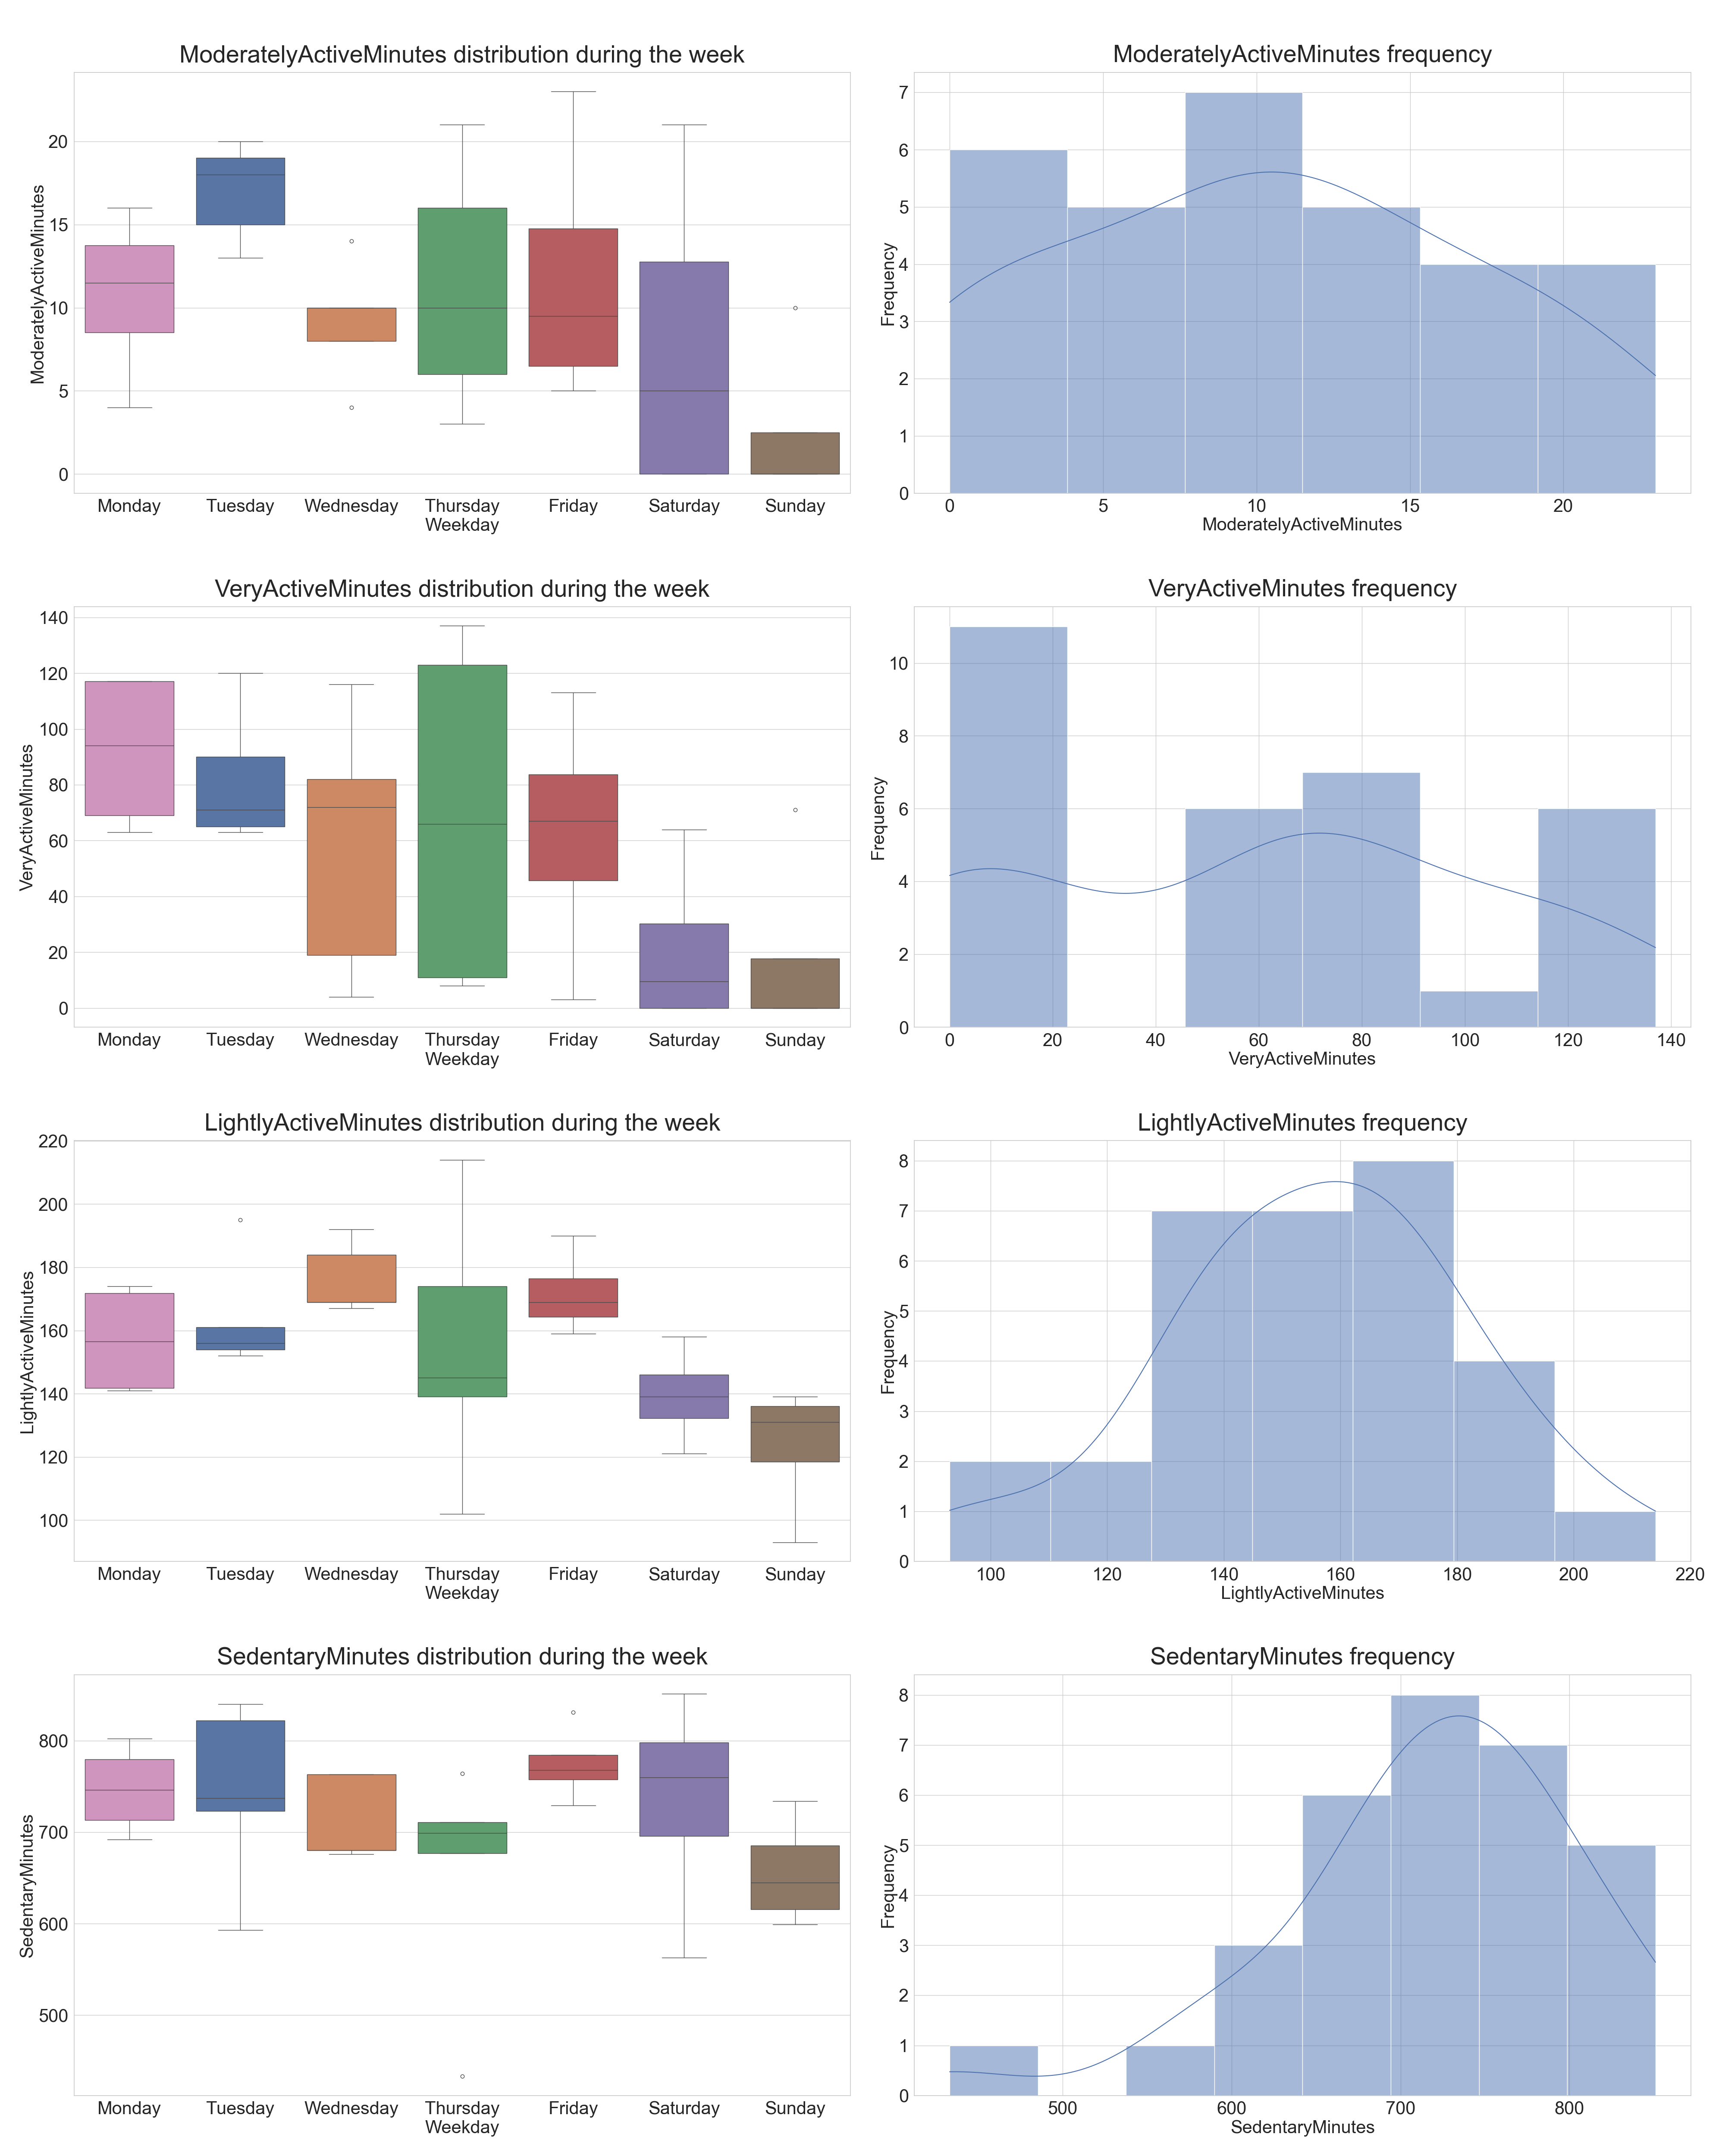 ModeratelyActiveMinutes distribution during the week
ModeratelyActiveMinutes
20
15
10
5
0
Monday Tuesday Wednesday Thursday Friday Saturday Sunday
Weekday
ModeratelyActiveMinutes frequency
Frequency
7
6
5
4
3
2
1
0
0 5 10 15 20
ModeratelyActiveMinutes
VeryActiveMinutes distribution during the week
VeryActiveMinutes
140
120
100
80
60
40
20
0
Monday Tuesday Wednesday Thursday Friday Saturday Sunday
Weekday
VeryActiveMinutes frequency
Frequency
10
8
6
4
2
0
0 20 40 60 80 100 120 140
VeryActiveMinutes
LightlyActiveMinutes distribution during the week
LightlyActiveMinutes
220
200
180
160
140
120
100
Monday Tuesday Wednesday Thursday Friday Saturday Sunday
Weekday
LightlyActiveMinutes frequency
Frequency
8
7
6
5
4
3
2
1
0
100 120 140 160 180 200 220
LightlyActiveMinutes
SedentaryMinutes distribution during the week
SedentaryMinutes
800
700
600
500
Monday Tuesday Wednesday Thursday Friday Saturday Sunday
Weekday
SedentaryMinutes frequency
Frequency
8
7
6
5
4
3
2
1
0
500 600 700 800
SedentaryMinutes